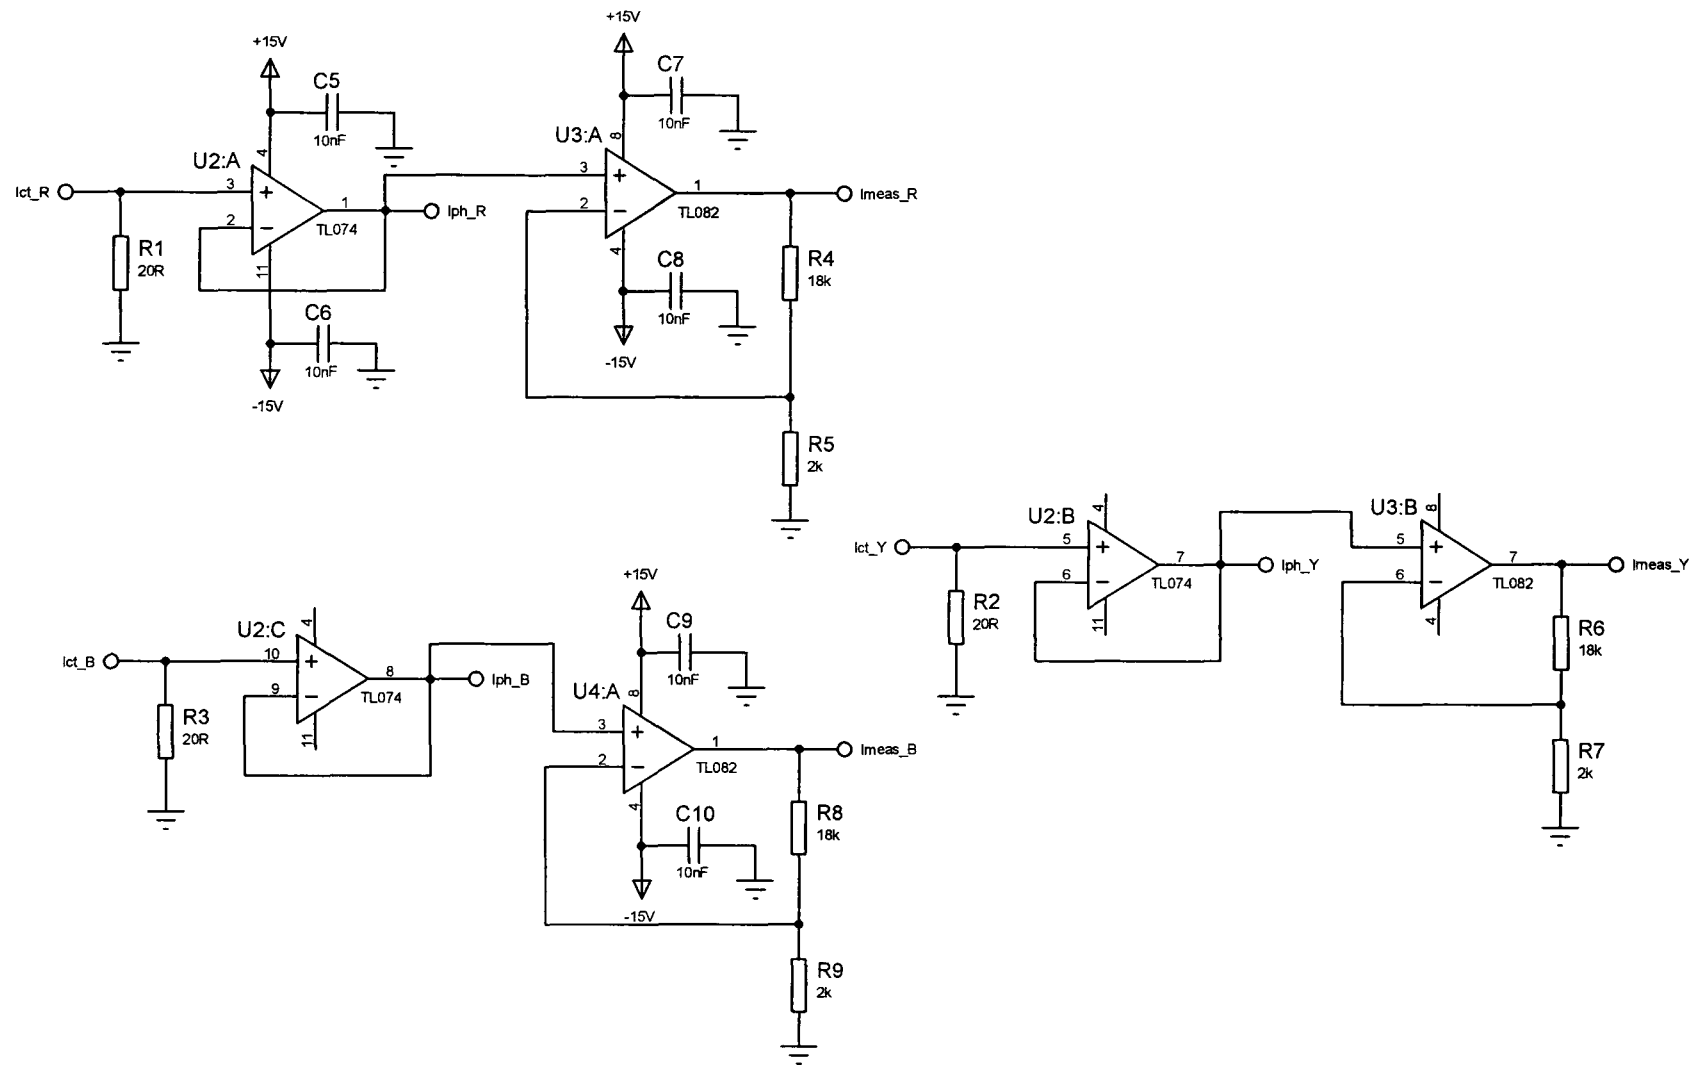 +15V
C5
10nF
4
U2:A
Ict_R
3
+
1
Iph_R
2
−
TL074
R1
20R
11
C6
10nF
-15V
+15V
C7
10nF
8
U3:A
3
+
1
Imeas_R
2
−
TL082
4
C8
10nF
-15V
R4
18k
R5
2k
4
U2:B
Ict_Y
5
+
7
Iph_Y
6
−
TL074
R2
20R
11
8
U3:B
5
+
7
Imeas_Y
6
−
TL082
4
R6
18k
R7
2k
4
U2:C
Ict_B
10
+
8
Iph_B
9
−
TL074
R3
20R
11
+15V
C9
10nF
8
U4:A
3
+
1
Imeas_B
2
−
TL082
4
C10
10nF
-15V
R8
18k
R9
2k